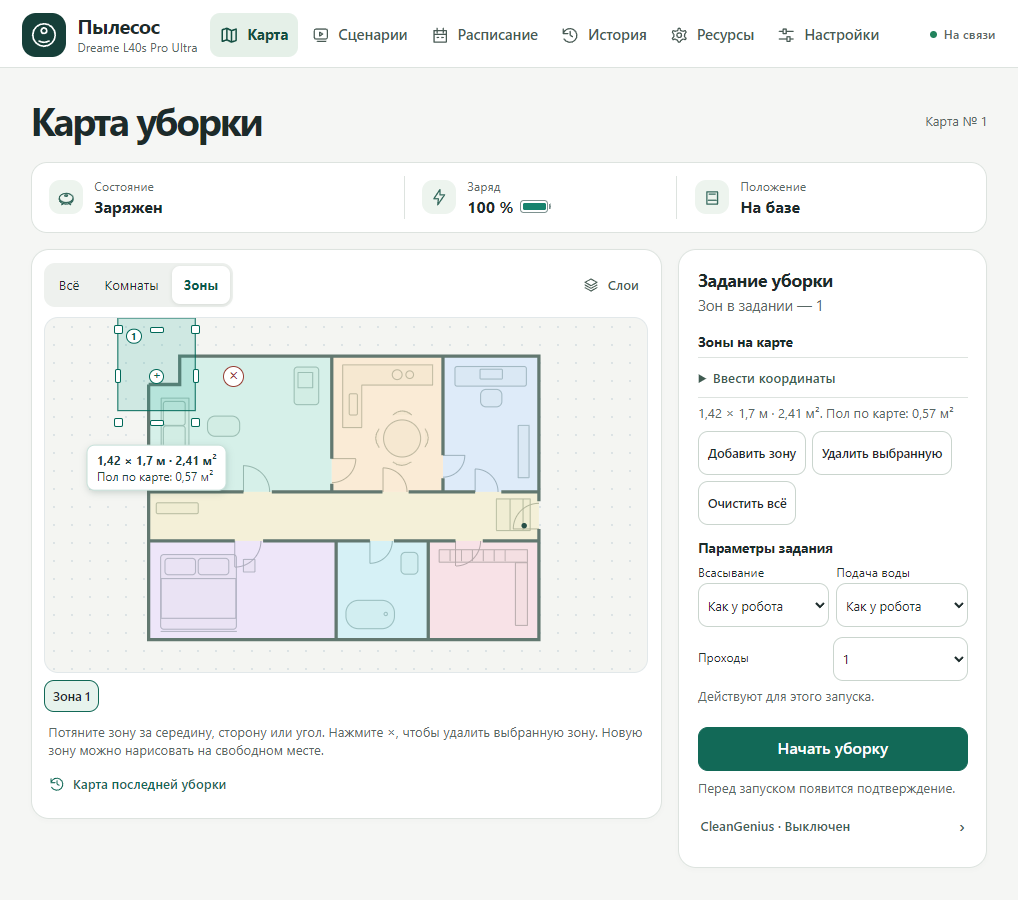 Пылесос
Dreame L40s Pro Ultra
Карта
Сценарии
Расписание
История
Ресурсы
Настройки
На связи
Карта уборки
Карта № 1
Состояние
Заряжен
Заряд
100 %
Положение
На базе
Всё
Комнаты
Зоны
Слои
1
1,42 × 1,7 м · 2,41 м²
Пол по карте: 0,57 м²
Зона 1
Потяните зону за середину, сторону или угол. Нажмите ×, чтобы удалить выбранную зону. Новую
зону можно нарисовать на свободном месте.
Карта последней уборки
Задание уборки
Зон в задании — 1
Зоны на карте
Ввести координаты
1,42 × 1,7 м · 2,41 м². Пол по карте: 0,57 м²
Добавить зону
Удалить выбранную
Очистить всё
Параметры задания
Всасывание
Подача воды
Как у робота
Как у робота
Проходы
1
Действуют для этого запуска.
Начать уборку
Перед запуском появится подтверждение.
CleanGenius · Выключен